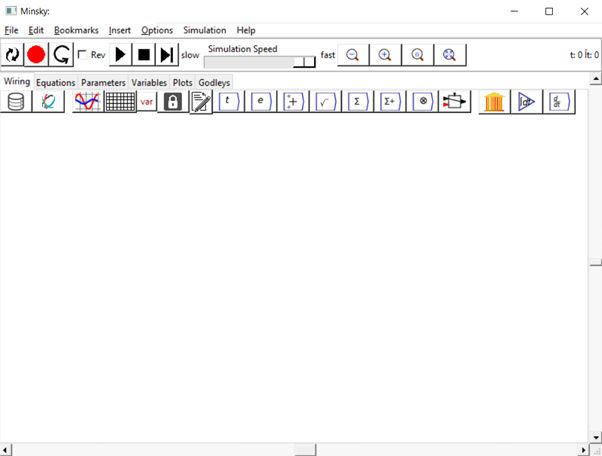 Minsky:
File Edit Bookmarks Insert Options Simulation Help
Rev slow Simulation Speed fast t: 0 Δt: 0
Wiring Equations Parameters Variables Plots Godleys
var t e Σ Σ+